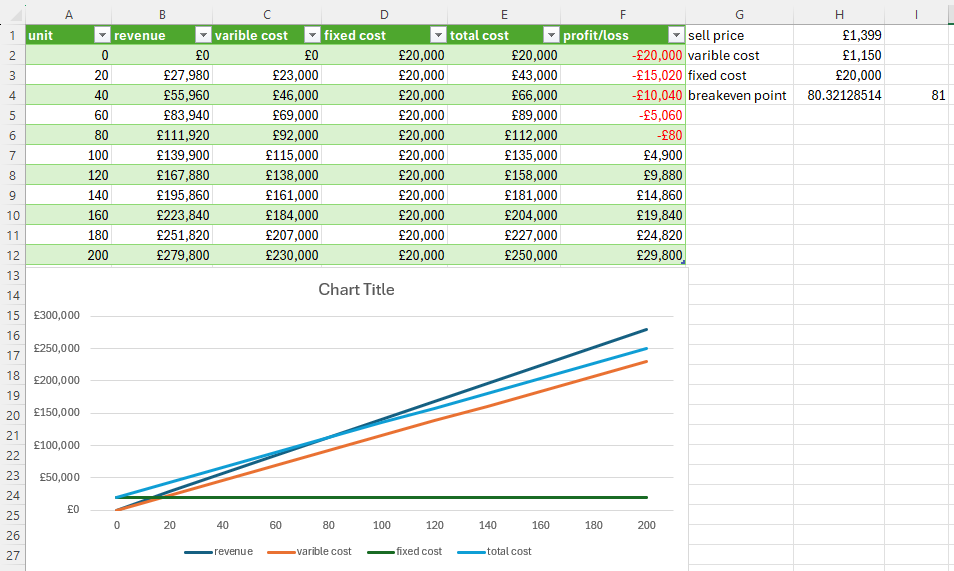 A B C D E F G H I
1 unit revenue varible cost fixed cost total cost profit/loss sell price £1,399
2 0 £0 £0 £20,000 £20,000 -£20,000 varible cost £1,150
3 20 £27,980 £23,000 £20,000 £43,000 -£15,020 fixed cost £20,000
4 40 £55,960 £46,000 £20,000 £66,000 -£10,040 breakeven point 80.32128514 81
5 60 £83,940 £69,000 £20,000 £89,000 -£5,060
6 80 £111,920 £92,000 £20,000 £112,000 -£80
7 100 £139,900 £115,000 £20,000 £135,000 £4,900
8 120 £167,880 £138,000 £20,000 £158,000 £9,880
9 140 £195,860 £161,000 £20,000 £181,000 £14,860
10 160 £223,840 £184,000 £20,000 £204,000 £19,840
11 180 £251,820 £207,000 £20,000 £227,000 £24,820
12 200 £279,800 £230,000 £20,000 £250,000 £29,800
13
14 Chart Title
15 £300,000
16
17 £250,000
18 £200,000
19
20 £150,000
21 £100,000
22
23 £50,000
24
25 £0
26 0 20 40 60 80 100 120 140 160 180 200
27 revenue varible cost fixed cost total cost